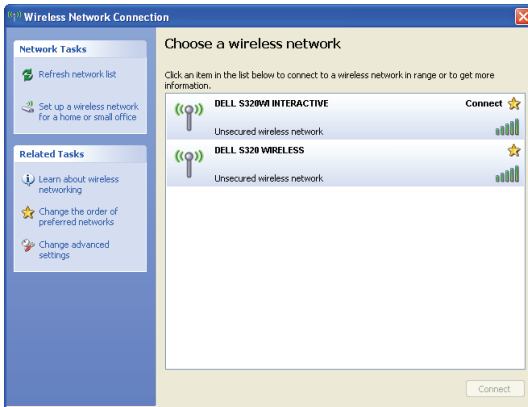 Wireless Network Connection
Network Tasks
Refresh network list
Set up a wireless network
for a home or small office
Related Tasks
Learn about wireless
networking
Change the order of
preferred networks
Change advanced
settings
Choose a wireless network
Click an item in the list below to connect to a wireless network in range or to get more
information.
DELL S320WI INTERACTIVE
Connect
Unsecured wireless network
DELL S320 WIRELESS
Unsecured wireless network
Connect